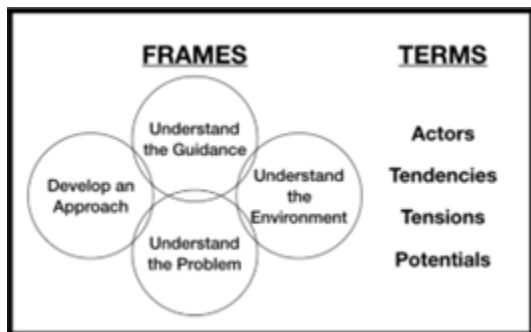 FRAMES
Understand
the Guidance
Develop an
Approach
Understand
the
Environment
Understand
the Problem
TERMS
Actors
Tendencies
Tensions
Potentials